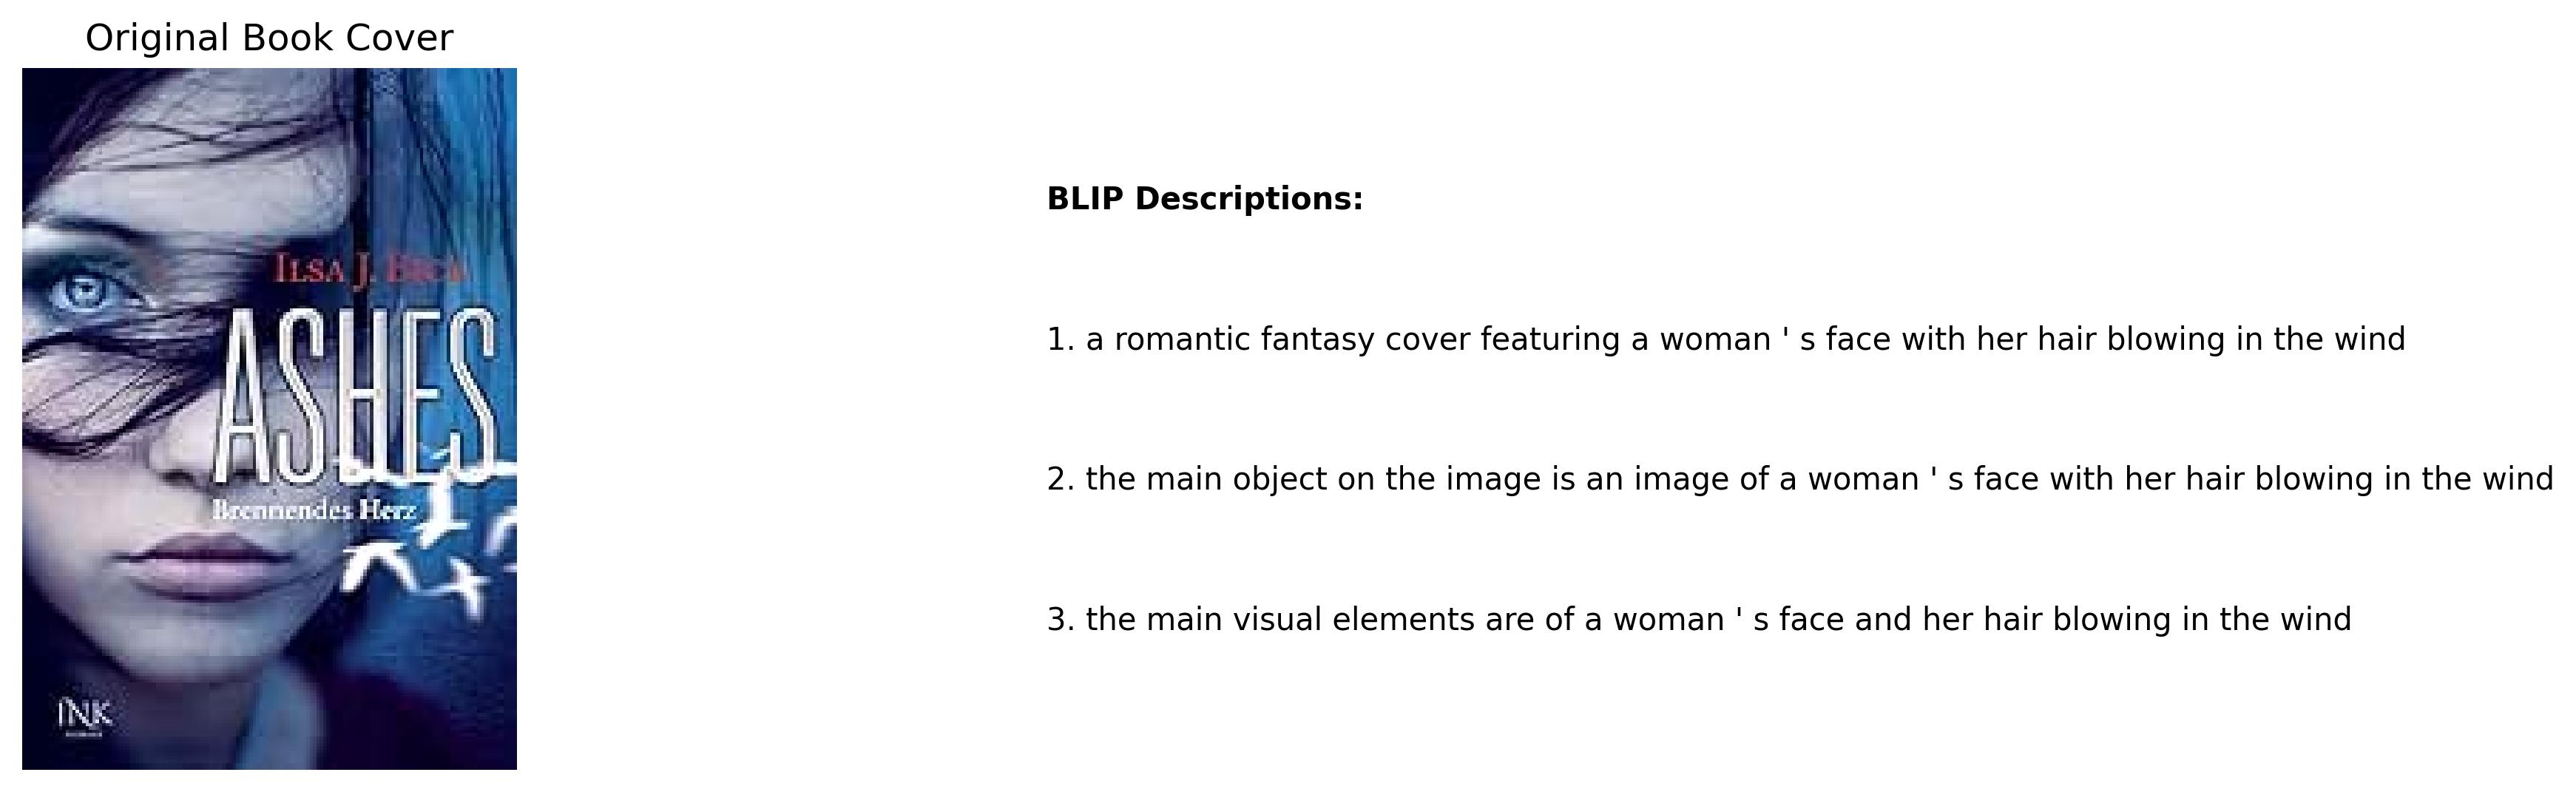 Original Book Cover
ILSA J. BICK
ASHES
Brennendes Herz
INK
BLIP Descriptions:
1. a romantic fantasy cover featuring a woman ' s face with her hair blowing in the wind
2. the main object on the image is an image of a woman ' s face with her hair blowing in the wind
3. the main visual elements are of a woman ' s face and her hair blowing in the wind